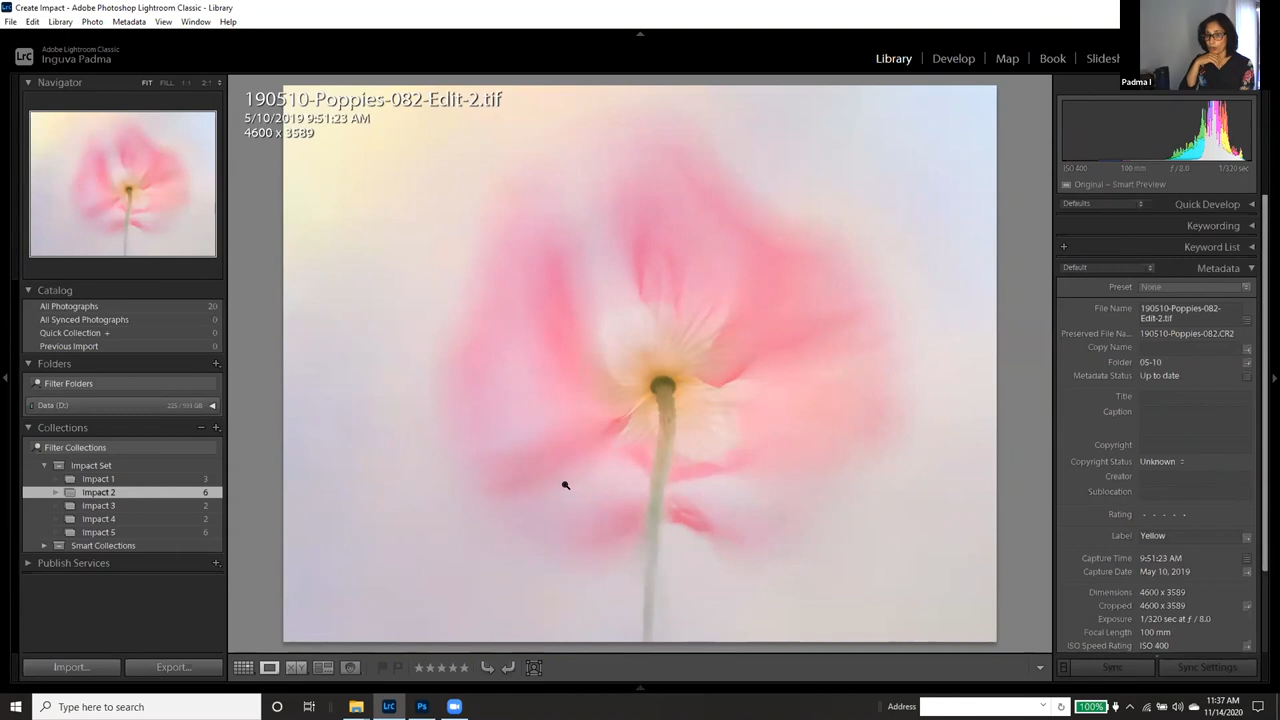 Create Impact - Adobe Photoshop Lightroom Classic - Library
File Edit Library Photo Metadata View Window Help
Lrc
Adobe Lightroom Classic
Inguva Padma
Library | Develop | Map | Book | Slidesh
Padma I
Navigator FIT FILL 1:1 2:1
190510-Poppies-082-Edit-2.tif
5/10/2019 9:51:23 AM
4600 x 3589
Catalog
All Photographs 20
All Synced Photographs 0
Quick Collection + 0
Previous Import 0
Folders
Filter Folders
Data (D:) 225 / 931 GB
Collections
Filter Collections
Impact Set
Impact 1 3
Impact 2 6
Impact 3 2
Impact 4 2
Impact 5 6
Smart Collections
Publish Services
Import... Export...
ISO 400 100 mm ƒ / 8.0 1/320 sec
Original – Smart Preview
Defaults Quick Develop
Keywording
Keyword List
Default Metadata
Preset None
File Name 190510-Poppies-082-
Edit-2.tif
Preserved File Na... 190510-Poppies-082.CR2
Copy Name
Folder 05-10
Metadata Status Up to date
Title
Caption
Copyright
Copyright Status Unknown
Creator
Sublocation
Rating
Label Yellow
Capture Time 9:51:23 AM
Capture Date May 10, 2019
Dimensions 4600 x 3589
Cropped 4600 x 3589
Exposure 1/320 sec at ƒ / 8.0
Focal Length 100 mm
ISO Speed Rating ISO 400
Sync Sync Settings
Type here to search
Lrc Ps
Address
100%
11:37 AM
11/14/2020